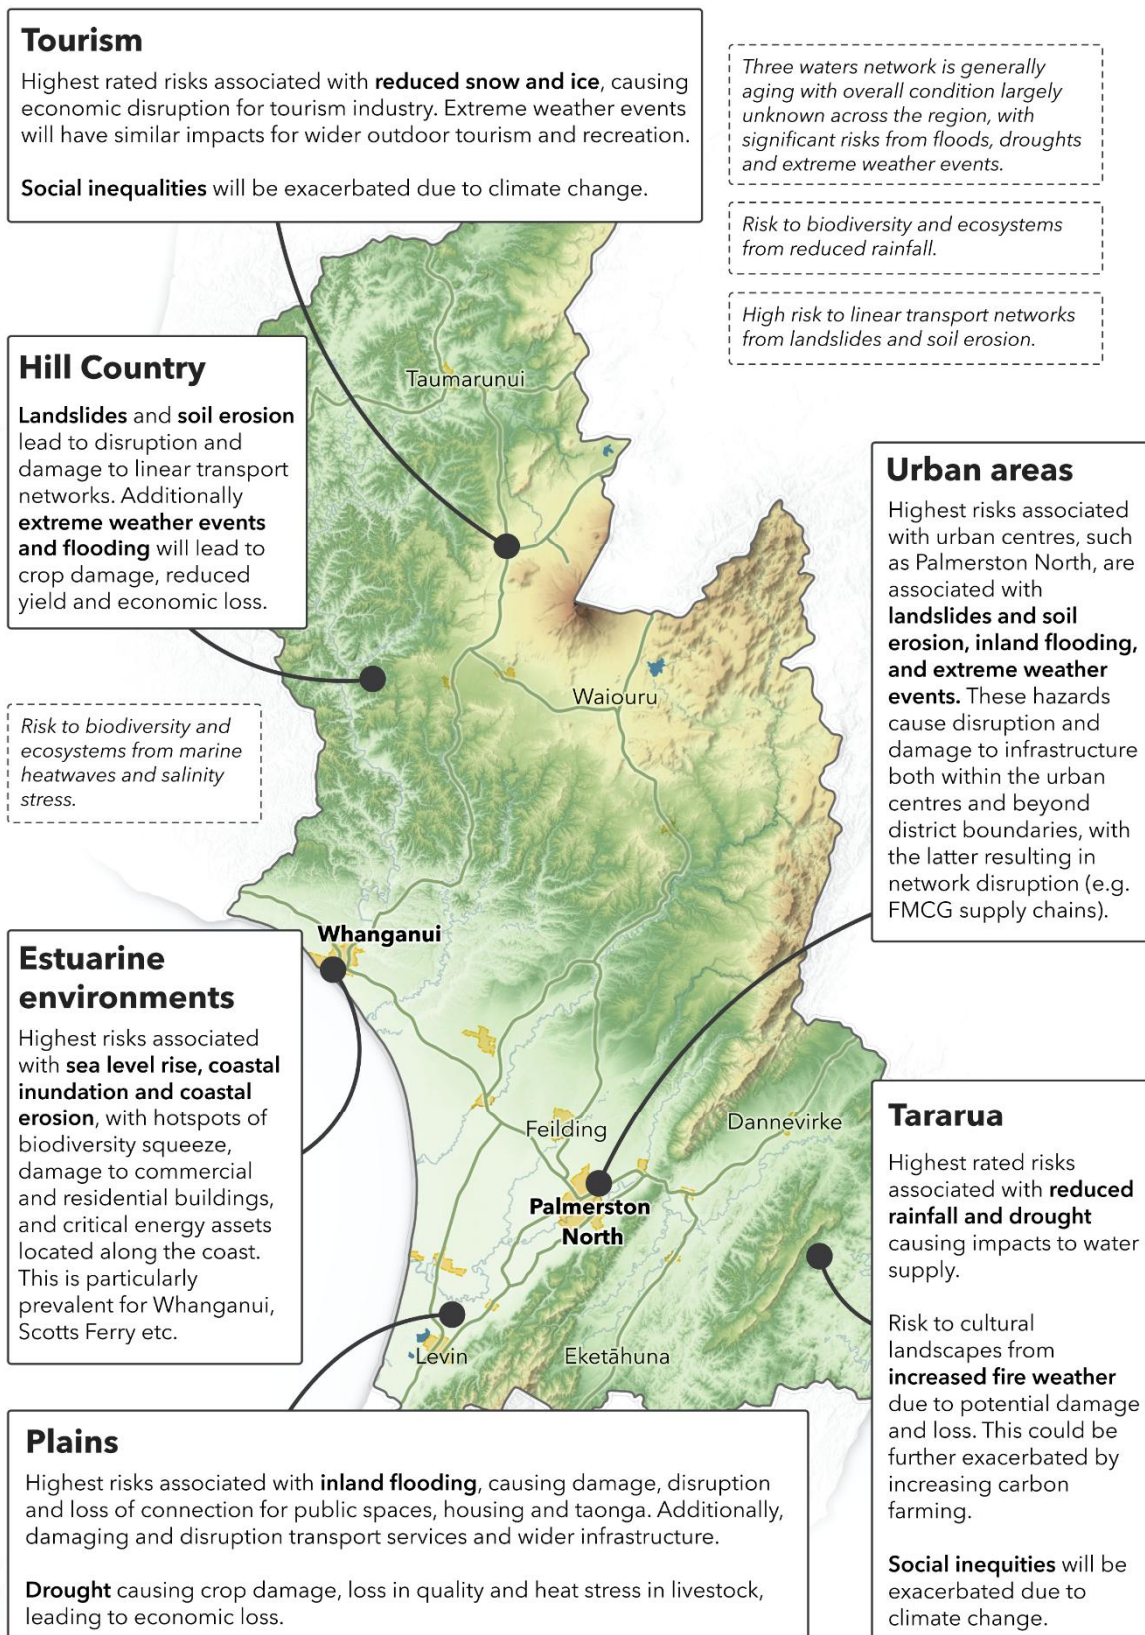 Tourism
Highest rated risks associated with reduced snow and ice, causing
economic disruption for tourism industry. Extreme weather events
will have similar impacts for wider outdoor tourism and recreation.
Social inequalities will be exacerbated due to climate change.
Three waters network is generally
aging with overall condition largely
unknown across the region, with
significant risks from floods, droughts
and extreme weather events.
Risk to biodiversity and ecosystems
from reduced rainfall.
High risk to linear transport networks
from landslides and soil erosion.
Hill Country
Landslides and soil erosion
lead to disruption and
damage to linear transport
networks. Additionally
extreme weather events
and flooding will lead to
crop damage, reduced
yield and economic loss.
Taumarunui
Urban areas
Highest risks associated
with urban centres, such
as Palmerston North, are
associated with
landslides and soil
erosion, inland flooding,
and extreme weather
events. These hazards
cause disruption and
damage to infrastructure
both within the urban
centres and beyond
district boundaries, with
the latter resulting in
network disruption (e.g.
FMCG supply chains).
Waiouru
Risk to biodiversity and
ecosystems from marine
heatwaves and salinity
stress.
Whanganui
Estuarine
environments
Highest risks associated
with sea level rise, coastal
inundation and coastal
erosion, with hotspots of
biodiversity squeeze,
damage to commercial
and residential buildings,
and critical energy assets
located along the coast.
This is particularly
prevalent for Whanganui,
Scotts Ferry etc.
Feilding
Dannevirke
Palmerston
North
Levin
Eketāhuna
Tararua
Highest rated risks
associated with reduced
rainfall and drought
causing impacts to water
supply.
Risk to cultural
landscapes from
increased fire weather
due to potential damage
and loss. This could be
further exacerbated by
increasing carbon
farming.
Social inequities will be
exacerbated due to
climate change.
Plains
Highest risks associated with inland flooding, causing damage, disruption
and loss of connection for public spaces, housing and taonga. Additionally,
damaging and disruption transport services and wider infrastructure.
Drought causing crop damage, loss in quality and heat stress in livestock,
leading to economic loss.